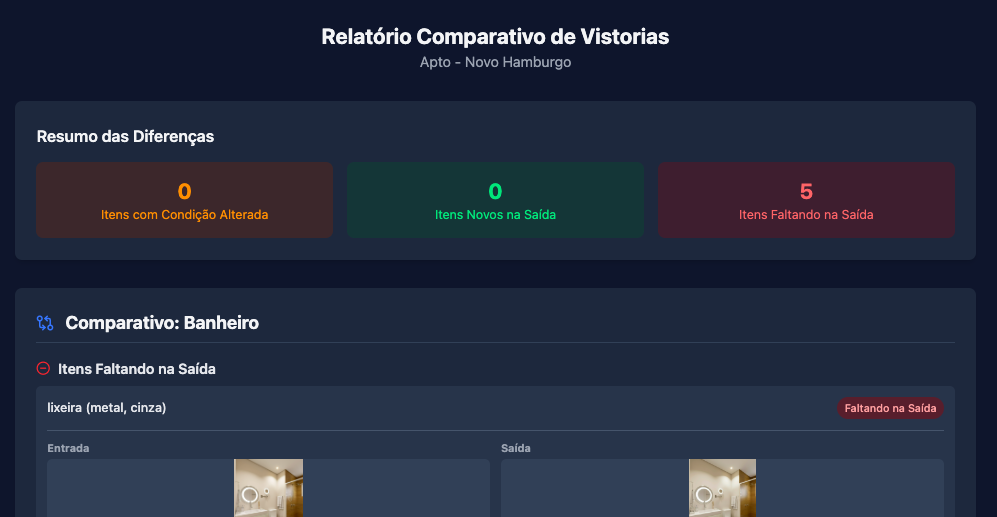 Relatório Comparativo de Vistorias
Apto - Novo Hamburgo
Resumo das Diferenças
0
Itens com Condição Alterada
0
Itens Novos na Saída
5
Itens Faltando na Saída
Comparativo: Banheiro
Itens Faltando na Saída
lixeira (metal, cinza)
Faltando na Saída
Entrada
Saída